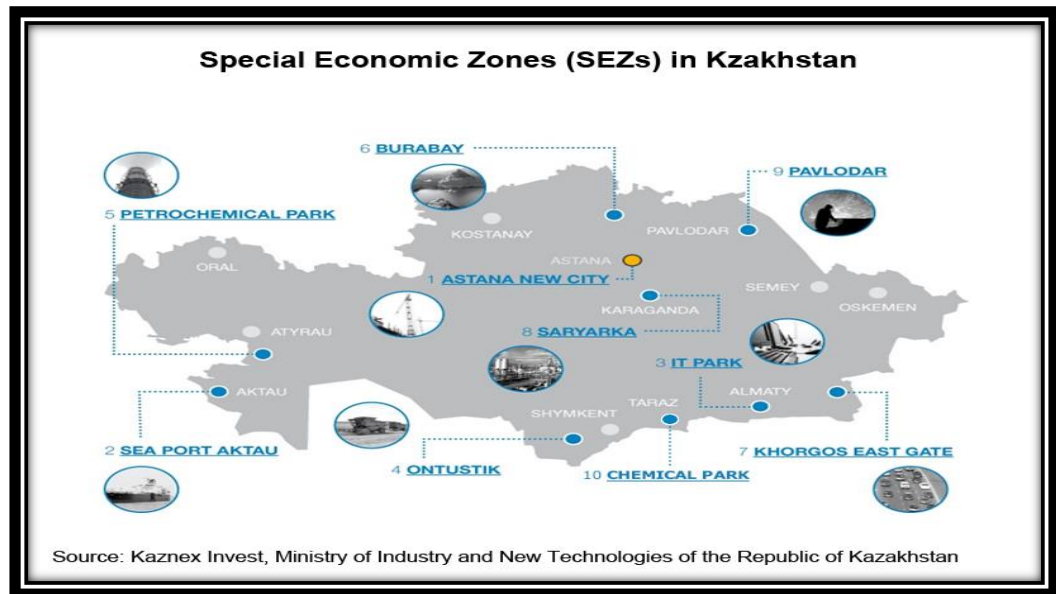 Special Economic Zones (SEZs) in Kzakhstan
6 BURABAY
9 PAVLODAR
5 PETROCHEMICAL PARK
KOSTANAY
PAVLODAR
ORAL
ASTANA
1 ASTANA NEW CITY
SEMEY
KARAGANDA
OSKEMEN
ATYRAU
8 SARYARKA
3 IT PARK
AKTAU
ALMATY
TARAZ
SHYMKENT
2 SEA PORT AKTAU
7 KHORGOS EAST GATE
4 ONTUSTIK
10 CHEMICAL PARK
Source: Kaznex Invest, Ministry of Industry and New Technologies of the Republic of Kazakhstan